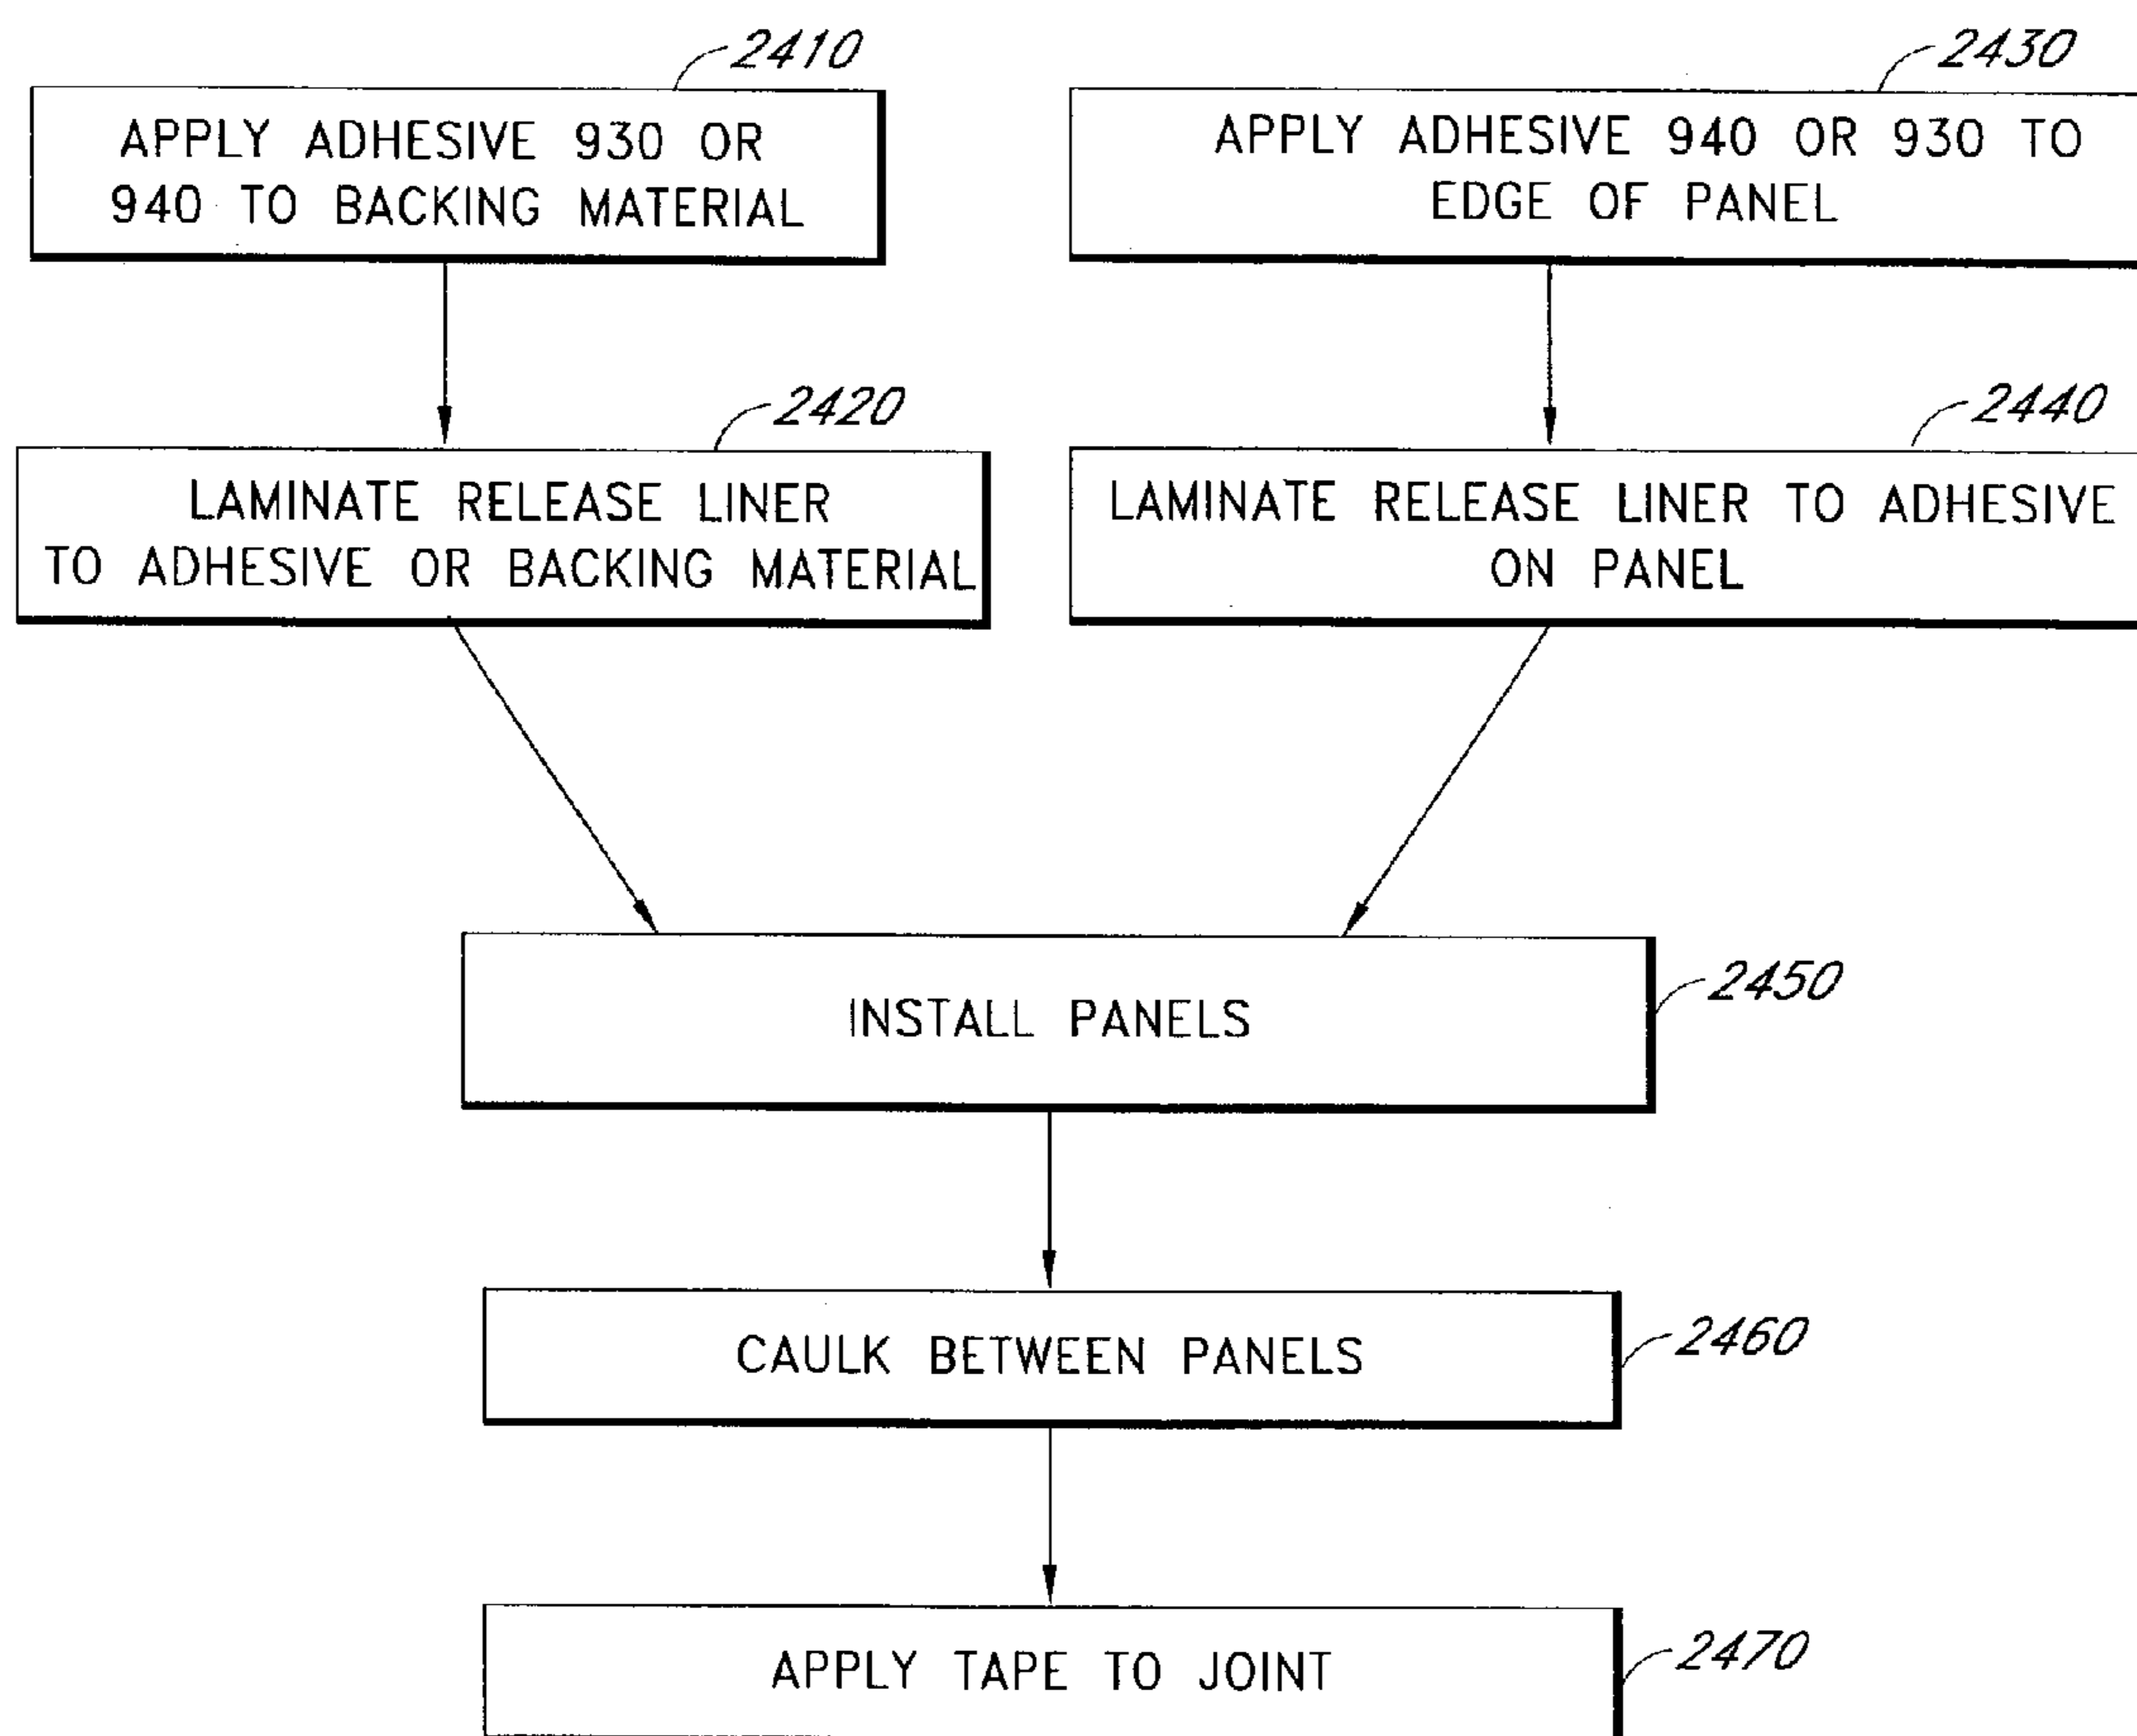 2410
APPLY ADHESIVE 930 OR
940 TO BACKING MATERIAL
2430
APPLY ADHESIVE 940 OR 930 TO
EDGE OF PANEL
2420
LAMINATE RELEASE LINER
TO ADHESIVE OR BACKING MATERIAL
2440
LAMINATE RELEASE LINER TO ADHESIVE
ON PANEL
INSTALL PANELS
2450
CAULK BETWEEN PANELS
2460
APPLY TAPE TO JOINT
2470